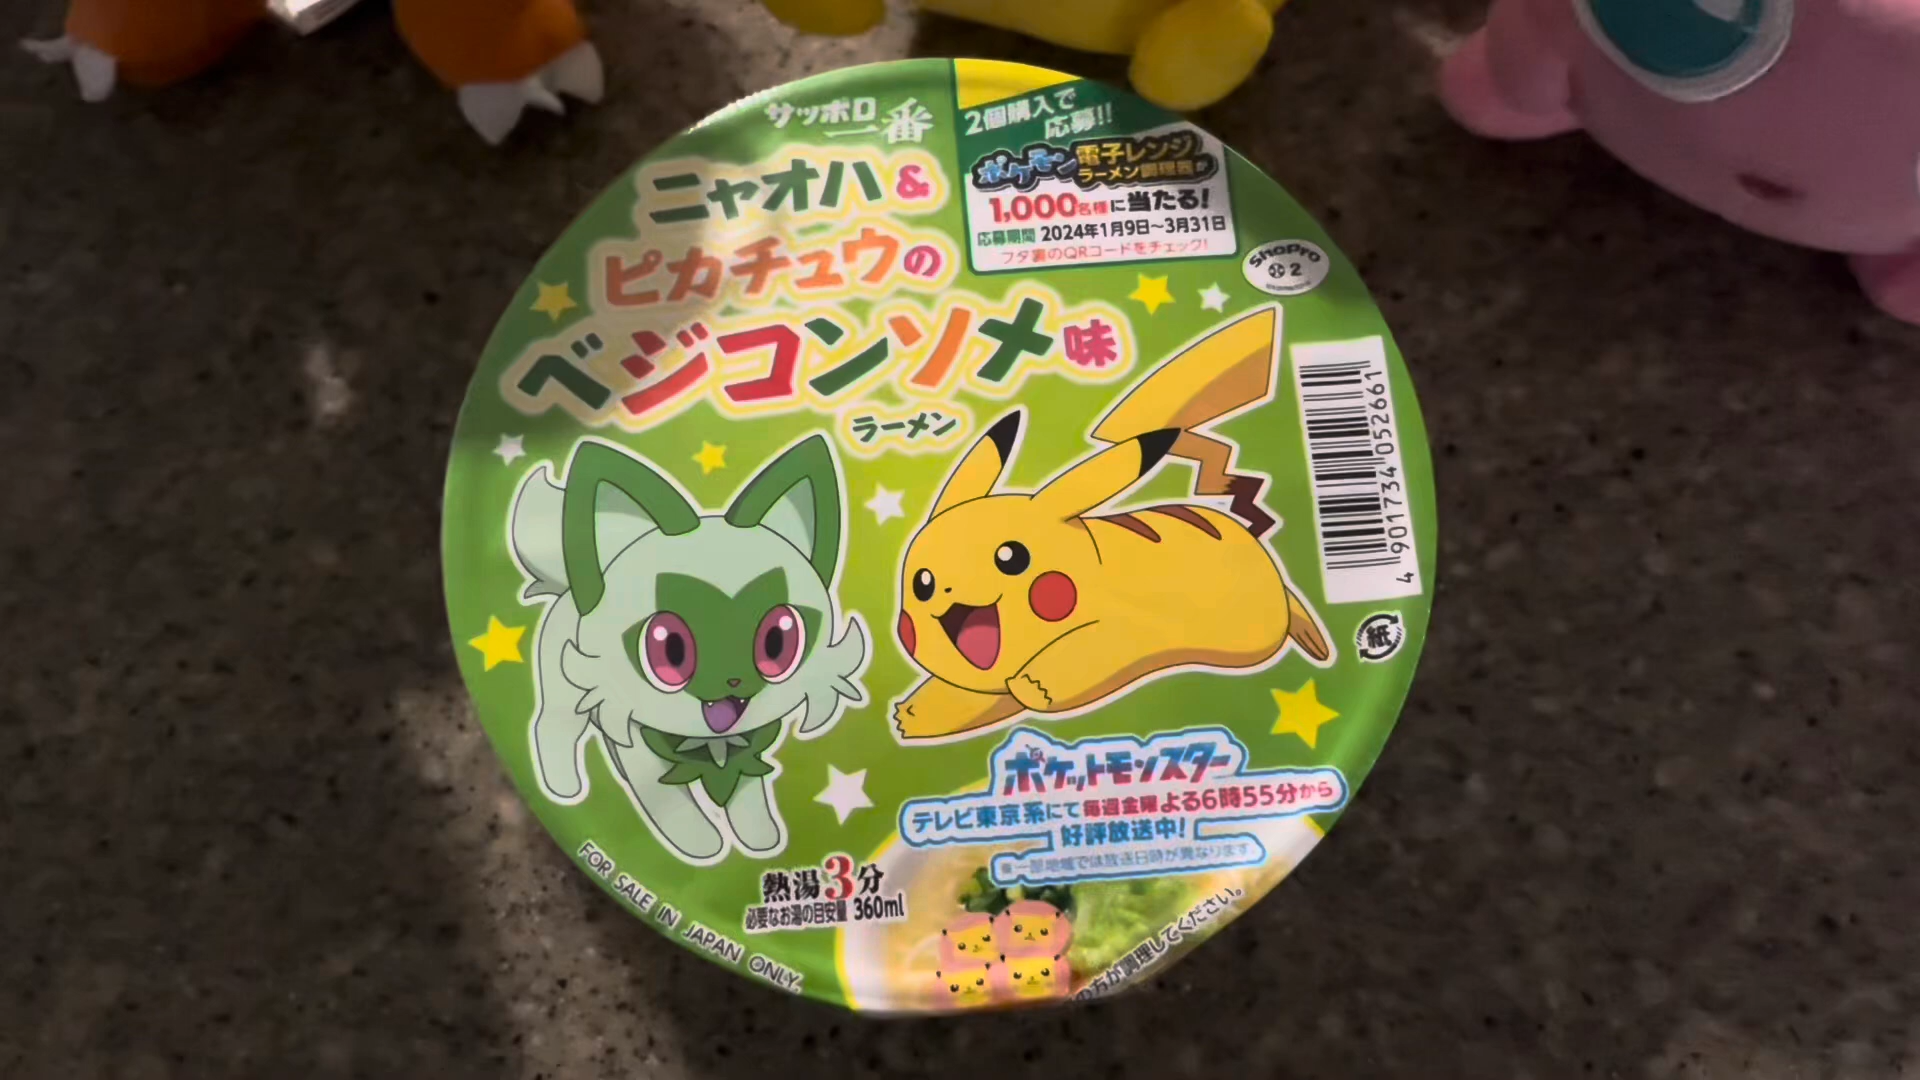 サッポロ一番
ニャオハ&
ピカチュウの
ベジコンソメ味
ラーメン
2個購入で
応募!!
ポケモン電子レンジ
ラーメン調理器が
1,000名様に当たる!
応募期間 2024年1月9日~3月31日
フタ裏のQRコードをチェック!
ShoPro
2
4 901734 052661
紙
ポケットモンスター
テレビ東京系にて毎週金曜よる6時55分から
好評放送中!
※一部地域では放送日時が異なります。
熱湯3分
必要なお湯の目安量 360ml
FOR SALE IN JAPAN ONLY.
の方が調理してください。